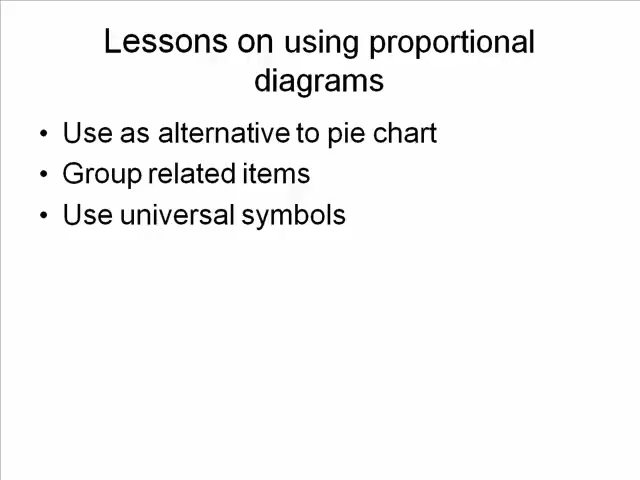 Lessons on using proportional
diagrams
• Use as alternative to pie chart
• Group related items
• Use universal symbols